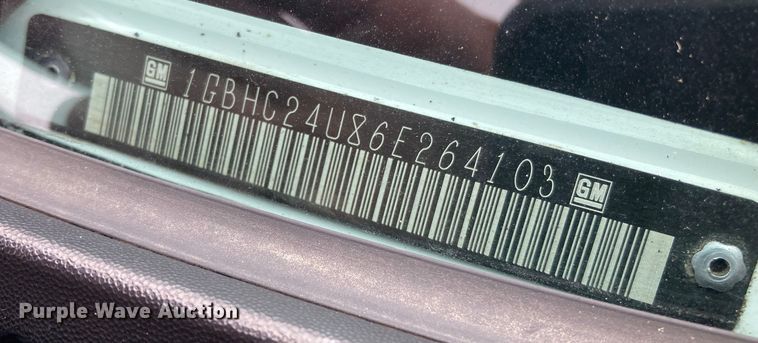 GM 1GBHC24U86E264103 GM
Purple Wave Auction®